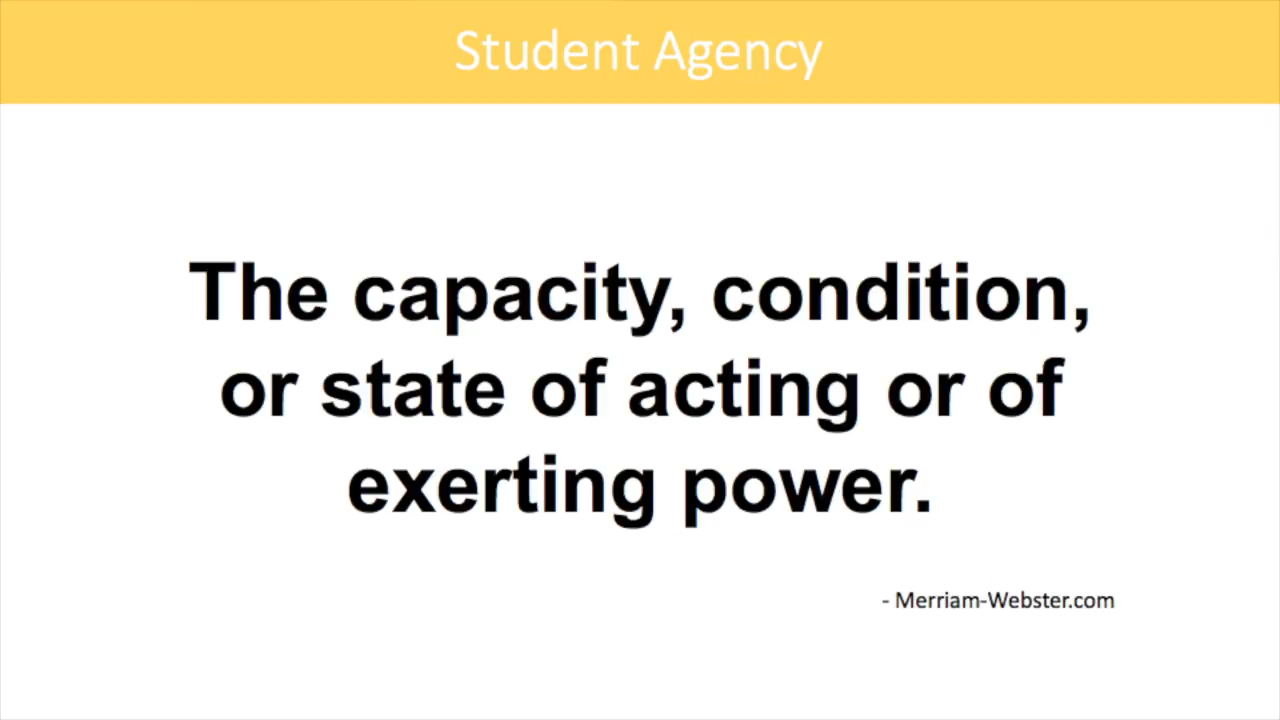 Student Agency
The capacity, condition,
or state of acting or of
exerting power.
- Merriam-Webster.com